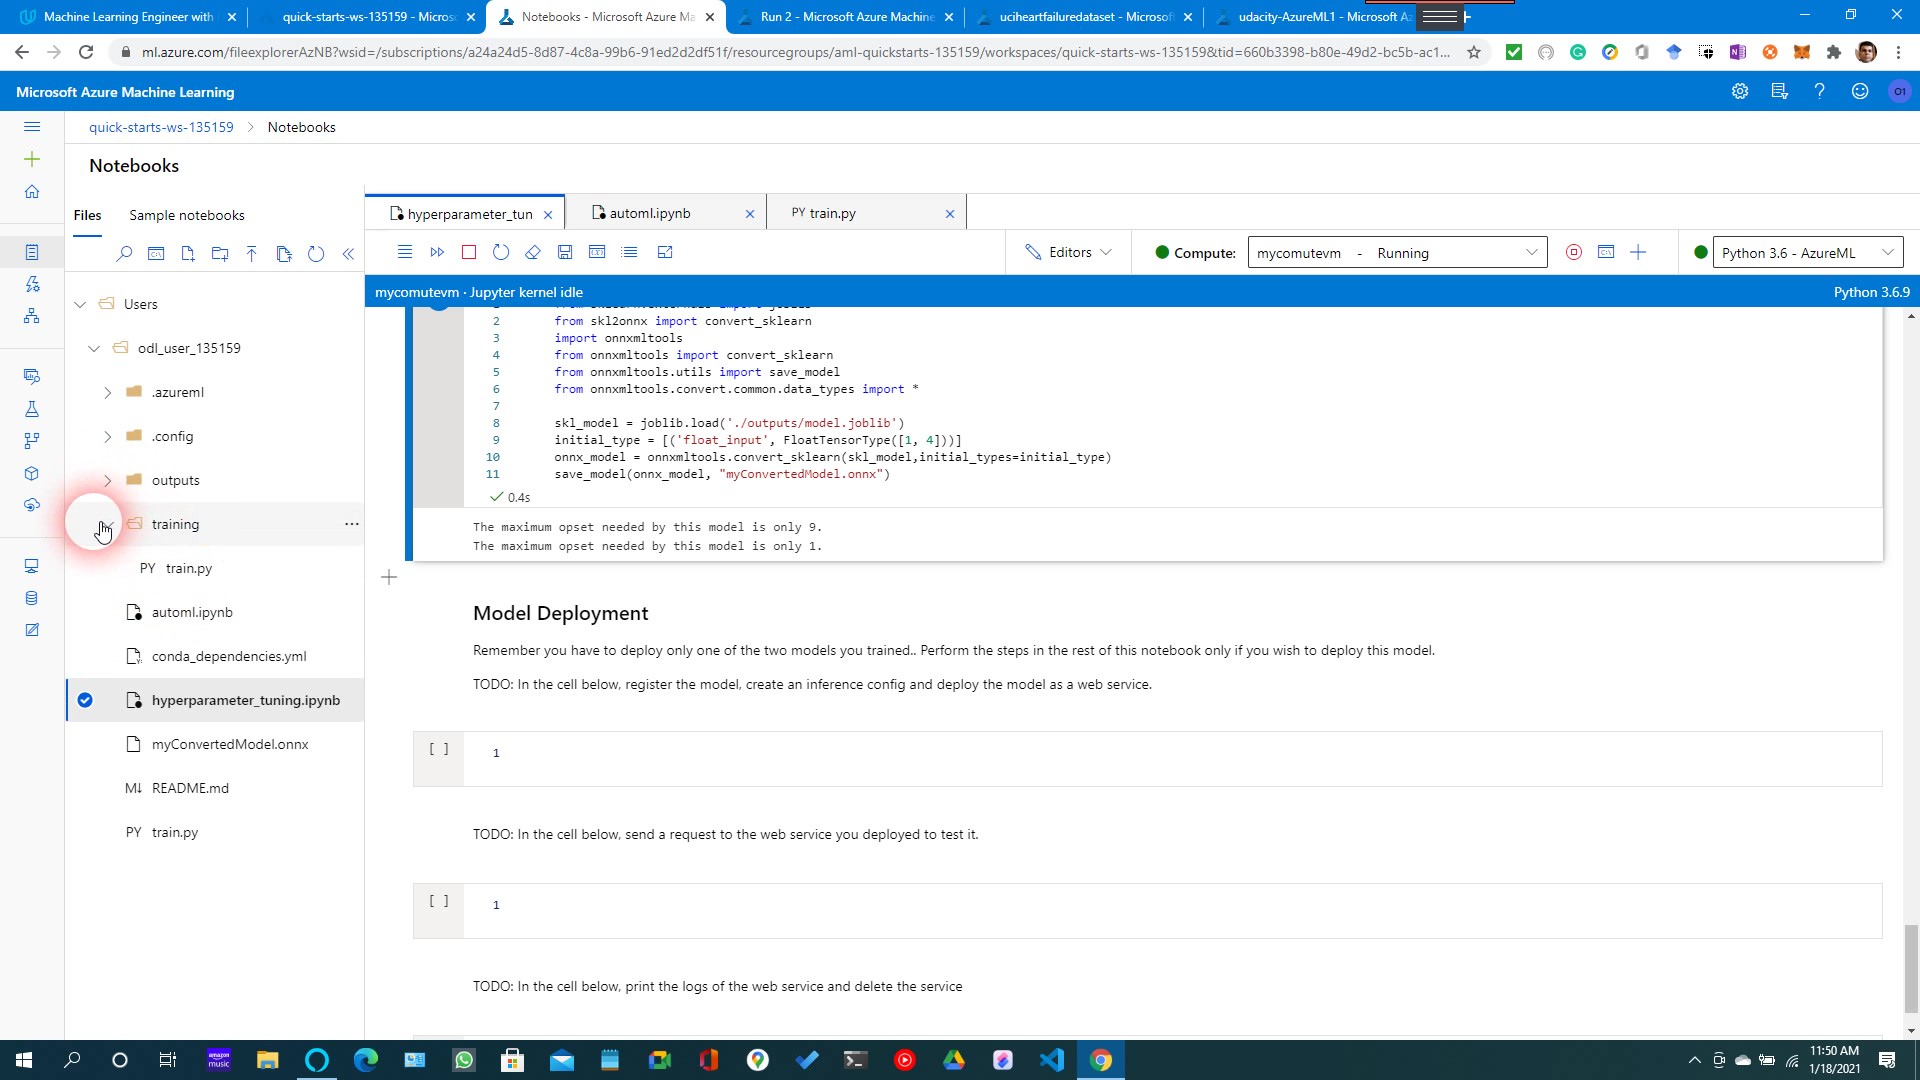 Machine Learning Engineer with
quick-starts-ws-135159 - Micros
Notebooks - Microsoft Azure Ma
Run 2 - Microsoft Azure Machine
uciheartfailuredataset - Microsof
udacity-AzureML1 - Microsoft Az
ml.azure.com/fileexplorerAzNB?wsid=/subscriptions/a24a24d5-8d87-4c8a-99b6-91ed2d2df51f/resourcegroups/aml-quickstarts-135159/workspaces/quick-starts-ws-135159&tid=660b3398-b80e-49d2-bc5b-ac1...
Microsoft Azure Machine Learning
O1
quick-starts-ws-135159 > Notebooks
Notebooks
Files Sample notebooks
hyperparameter_tun
automl.ipynb
PY train.py
Editors
Compute: mycomutevm - Running
Python 3.6 - AzureML
mycomutevm · Jupyter kernel idle
Python 3.6.9
Users
odl_user_135159
.azureml
.config
outputs
training
PY train.py
automl.ipynb
conda_dependencies.yml
hyperparameter_tuning.ipynb
myConvertedModel.onnx
M↓ README.md
PY train.py
2 from skl2onnx import convert_sklearn
3 import onnxmltools
4 from onnxmltools import convert_sklearn
5 from onnxmltools.utils import save_model
6 from onnxmltools.convert.common.data_types import *
7
8 skl_model = joblib.load('./outputs/model.joblib')
9 initial_type = [('float_input', FloatTensorType([1, 4]))]
10 onnx_model = onnxmltools.convert_sklearn(skl_model,initial_types=initial_type)
11 save_model(onnx_model, "myConvertedModel.onnx")
0.4s
The maximum opset needed by this model is only 9.
The maximum opset needed by this model is only 1.
Model Deployment
Remember you have to deploy only one of the two models you trained.. Perform the steps in the rest of this notebook only if you wish to deploy this model.
TODO: In the cell below, register the model, create an inference config and deploy the model as a web service.
[ ] 1
TODO: In the cell below, send a request to the web service you deployed to test it.
[ ] 1
TODO: In the cell below, print the logs of the web service and delete the service
amazon music
11:50 AM
1/18/2021